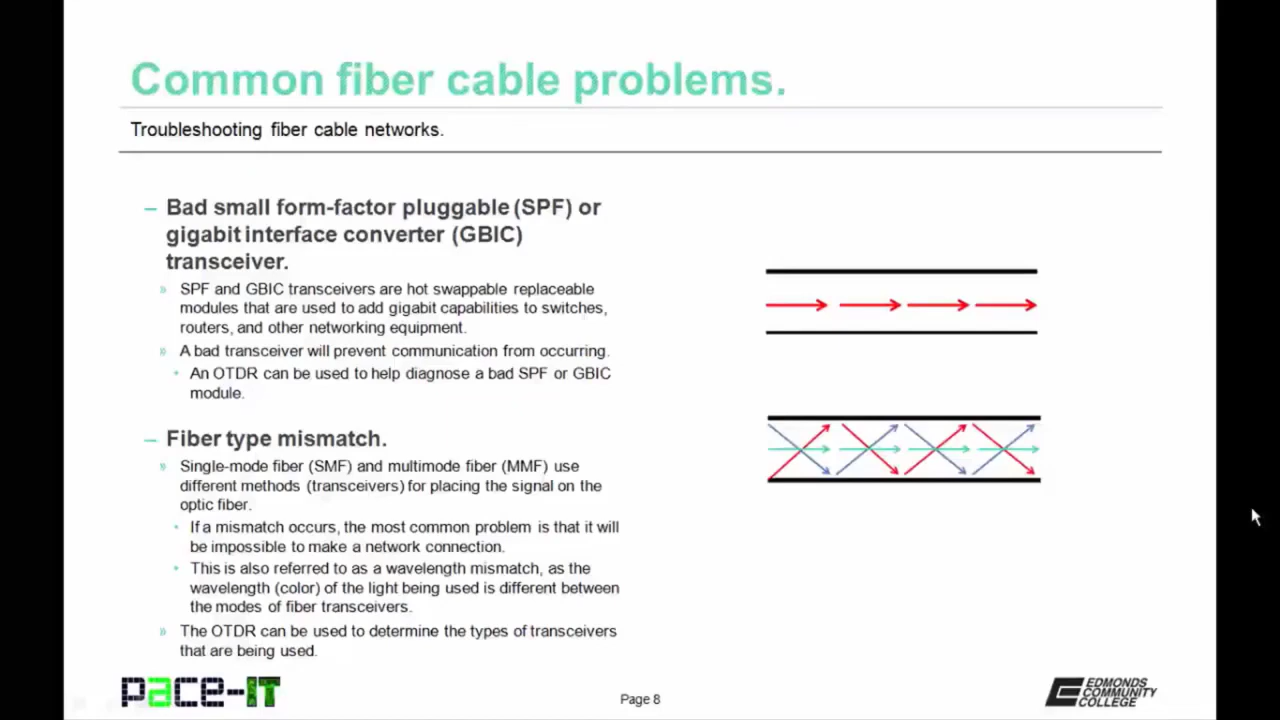 Common fiber cable problems.
Troubleshooting fiber cable networks.
– Bad small form-factor pluggable (SPF) or
gigabit interface converter (GBIC)
transceiver.
» SPF and GBIC transceivers are hot swappable replaceable
modules that are used to add gigabit capabilities to switches,
routers, and other networking equipment.
» A bad transceiver will prevent communication from occurring.
• An OTDR can be used to help diagnose a bad SPF or GBIC
module.
– Fiber type mismatch.
» Single-mode fiber (SMF) and multimode fiber (MMF) use
different methods (transceivers) for placing the signal on the
optic fiber.
• If a mismatch occurs, the most common problem is that it will
be impossible to make a network connection.
• This is also referred to as a wavelength mismatch, as the
wavelength (color) of the light being used is different between
the modes of fiber transceivers.
» The OTDR can be used to determine the types of transceivers
that are being used.
pace-IT
Page 8
EDMONDS
COMMUNITY
COLLEGE